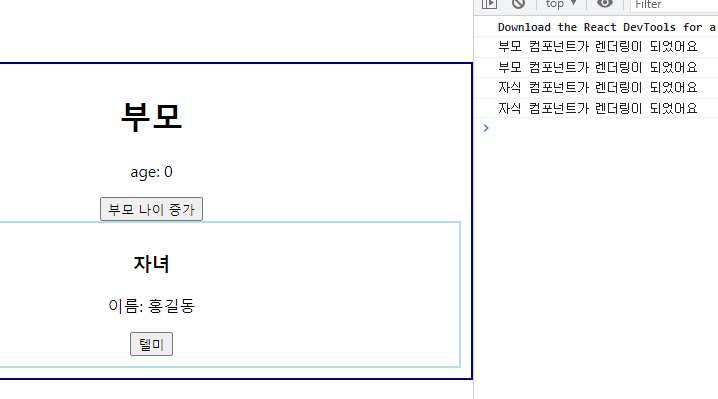 top ▼
Filter
Download the React DevTools for a
부모 컴포넌트가 렌더링이 되었어요
부모 컴포넌트가 렌더링이 되었어요
자식 컴포넌트가 렌더링이 되었어요
자식 컴포넌트가 렌더링이 되었어요
부모
age: 0
부모 나이 증가
자녀
이름: 홍길동
텔미